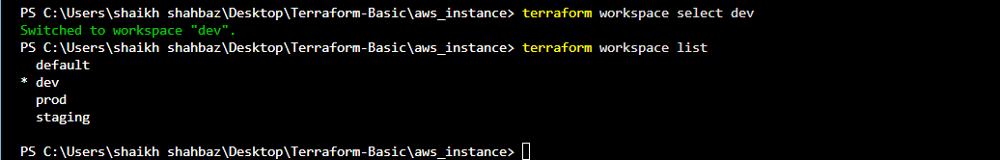 PS C:\Users\shaikh shahbaz\Desktop\Terraform-Basic\aws_instance> terraform workspace select dev
Switched to workspace "dev".
PS C:\Users\shaikh shahbaz\Desktop\Terraform-Basic\aws_instance> terraform workspace list
  default
* dev
  prod
  staging
PS C:\Users\shaikh shahbaz\Desktop\Terraform-Basic\aws_instance>